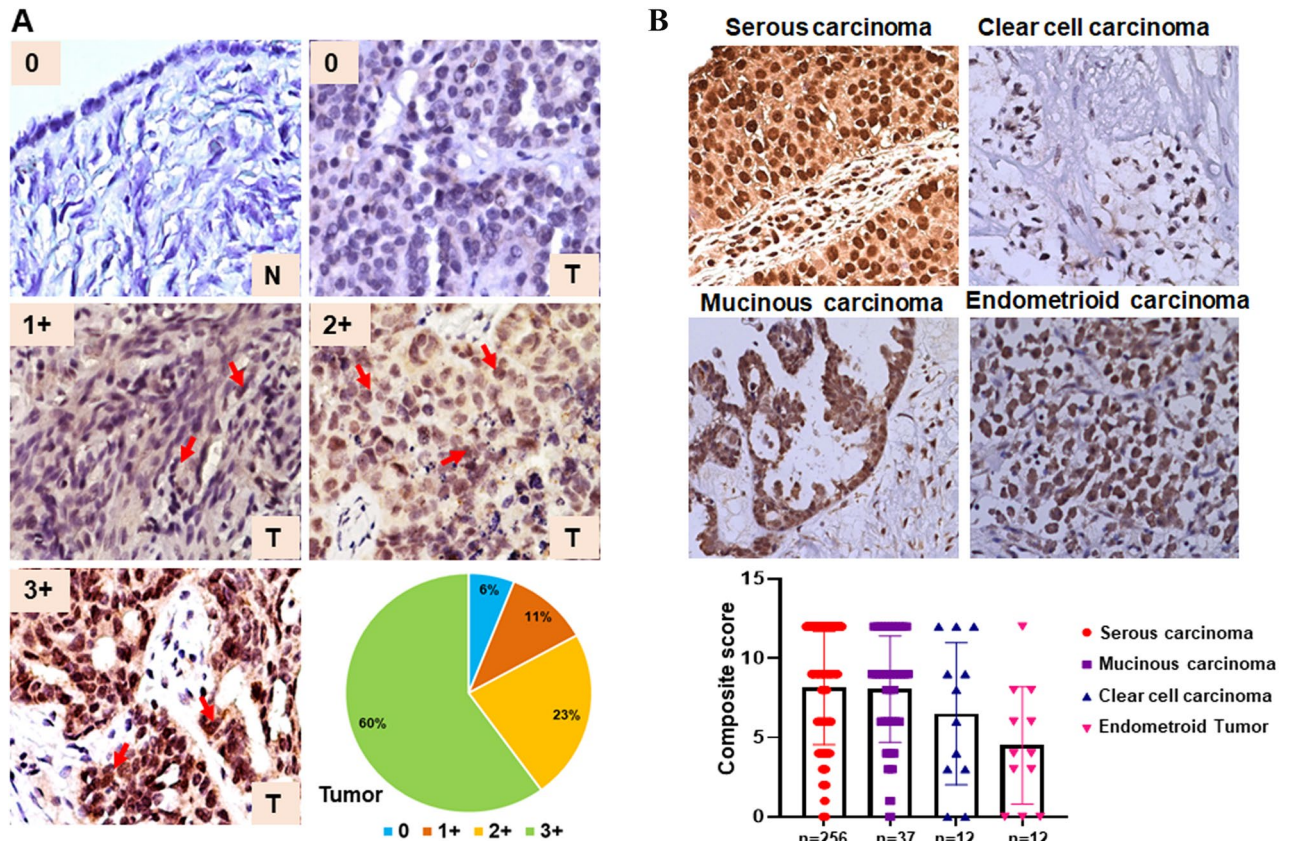 A
0
0
N
T
1+
2+
T
T
3+
T
6%
11%
23%
60%
Tumor
0 1+ 2+ 3+
B
Serous carcinoma Clear cell carcinoma
Mucinous carcinoma Endometrioid carcinoma
Composite score
15
10
5
0
n=256 n=37 n=12 n=12
Serous carcinoma
Mucinous carcinoma
Clear cell carcinoma
Endometroid Tumor